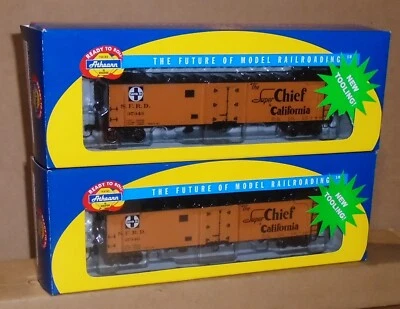 READY TO ROLL
Athearn
THE FUTURE OF MODEL RAILROADING
NEW
TOOLING!
The
Super Chief
California
S.F.R.D.
READY TO ROLL
Athearn
THE FUTURE OF MODEL RAILROADING
NEW
TOOLING!
The
Super Chief
California
S.F.R.D.